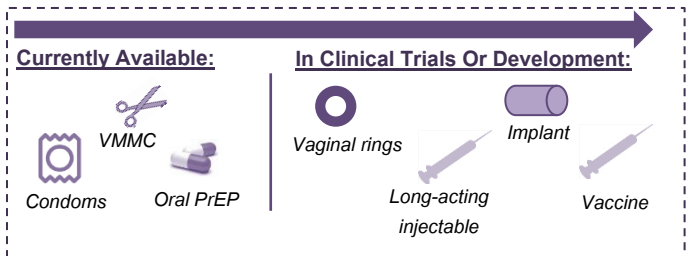 Currently Available:
In Clinical Trials Or Development:
VMMC
Condoms
Oral PrEP
Vaginal rings
Implant
Long-acting
injectable
Vaccine